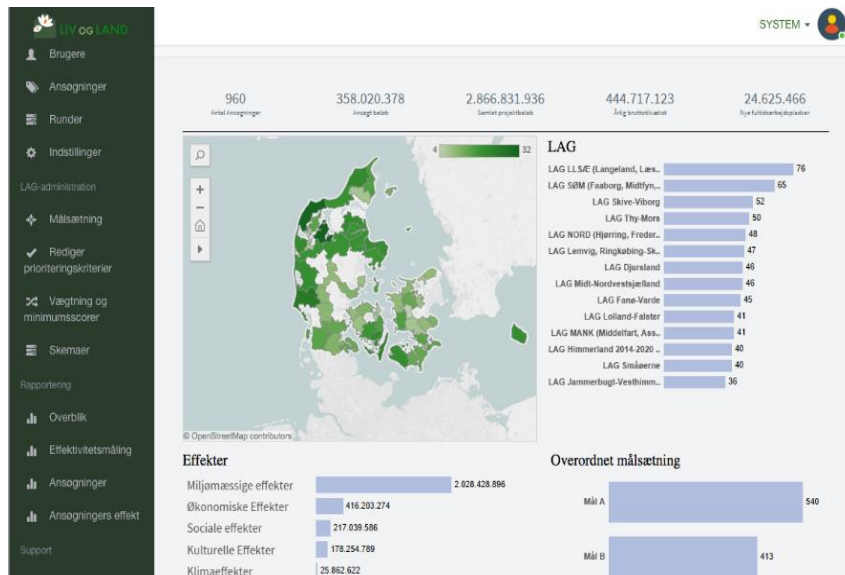 LIV OG LAND
SYSTEM
Brugere
Ansøgninger
Runder
Indstillinger
LAG-administration
Målsætning
Rediger
prioriteringskriterier
Vægtning og
minimumsscorer
Skemaer
Rapportering
Overblik
Effektivitetsmåling
Ansøgninger
Ansøgningers effekt
Support
960
Antal Ansøgninger
358.020.378
Ansøgt beløb
2.866.831.936
Samlet projektbeløb
444.717.123
Årlig bruttotilvækst
24.625.466
Nye fuldtidsarbejdspladser
4
32
© OpenStreetMap contributors
LAG
LAG LLSÆ (Langeland, Læs.. 76
LAG SØM (Faaborg, Midtfyn,.. 65
LAG Skive-Viborg 52
LAG Thy-Mors 50
LAG NORD (Hjørring, Freder.. 48
LAG Lemvig, Ringkøbing-Sk.. 47
LAG Djursland 46
LAG Midt-Nordvestsjælland 46
LAG Fanø-Varde 45
LAG Lolland-Falster 41
LAG MANK (Middelfart, Ass.. 41
LAG Himmerland 2014-2020 .. 40
LAG Småøerne 40
LAG Jammerbugt-Vesthimm.. 36
Effekter
Miljømæssige effekter 2.028.428.896
Økonomiske Effekter 416.203.274
Sociale effekter 217.039.586
Kulturelle Effekter 178.254.789
Klimaeffekter 25.862.622
Overordnet målsætning
Mål A 540
Mål B 413